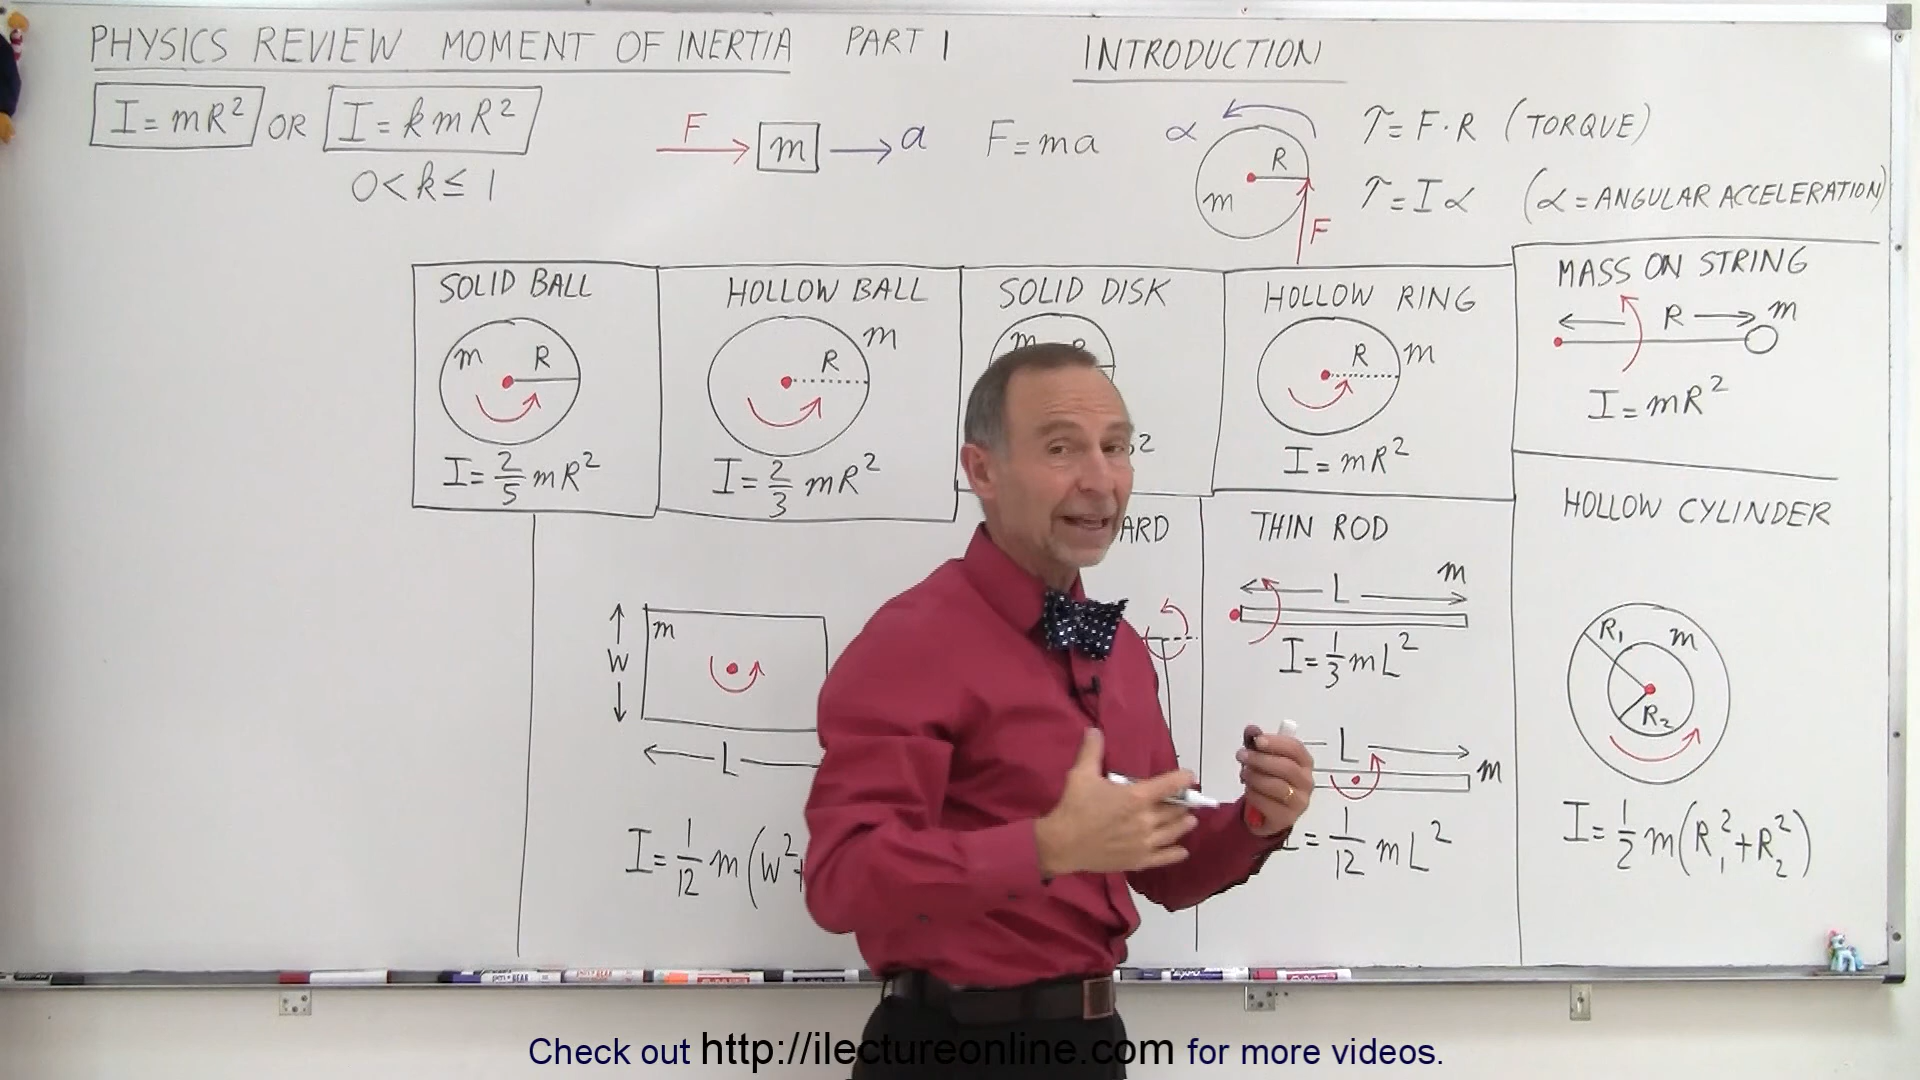 PHYSICS REVIEW MOMENT OF INERTIA PART 1 INTRODUCTION
I = mR² OR I = k m R²
0 < k ≤ 1
F m a F = ma
α R m F
τ = F · R (TORQUE)
τ = I α (α = ANGULAR ACCELERATION)
SOLID BALL
m R
I = 2/5 mR²
HOLLOW BALL
R m
I = 2/3 mR²
SOLID DISK
m R
HOLLOW RING
R m
I = mR²
MASS ON STRING
R m
I = mR²
W m
L
I = 1/12 m (W² +
ARD
THIN ROD
L m
I = 1/3 mL²
L m
I = 1/12 mL²
HOLLOW CYLINDER
R₁ m
R₂
I = 1/2 m (R₁² + R₂²)
Check out http://ilectureonline.com for more videos.